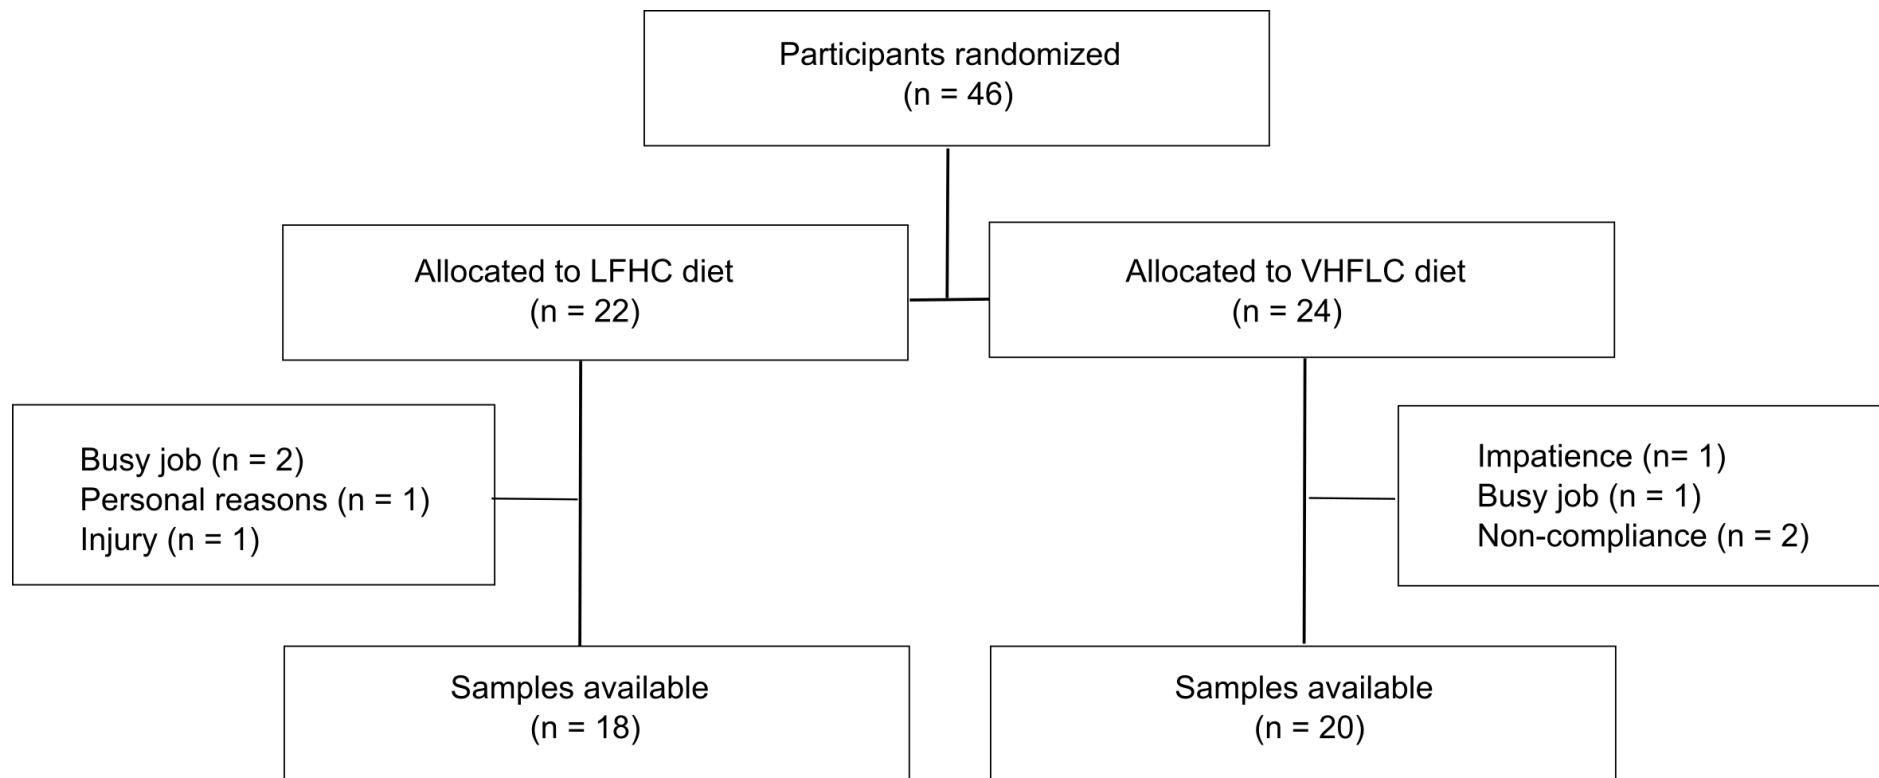 Participants randomized
(n = 46)
Allocated to LFHC diet
(n = 22)
Allocated to VHFLC diet
(n = 24)
Busy job (n = 2)
Personal reasons (n = 1)
Injury (n = 1)
Impatience (n= 1)
Busy job (n = 1)
Non-compliance (n = 2)
Samples available
(n = 18)
Samples available
(n = 20)